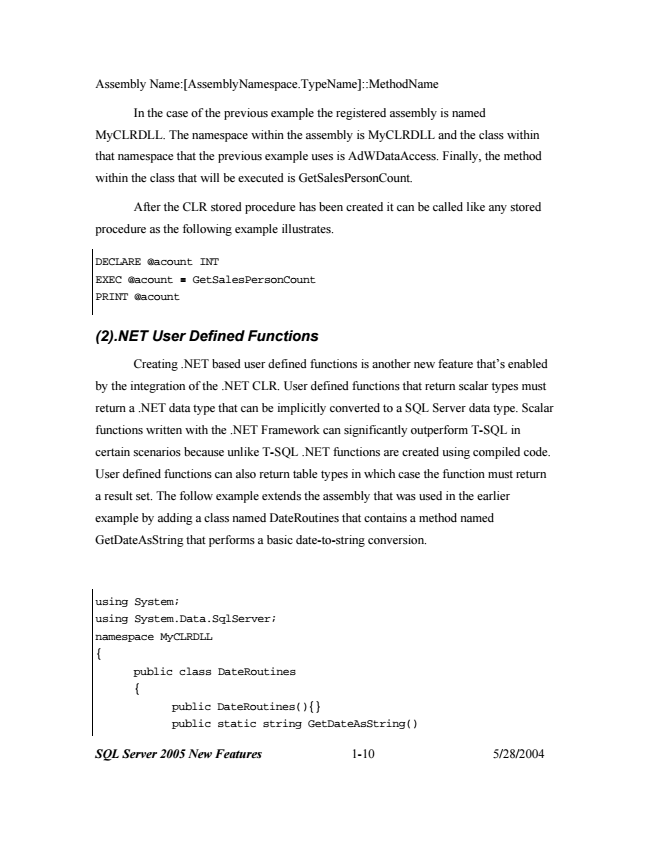 Assembly Name:[AssemblyNamespace.TypeName]::MethodName
In the case of the previous example the registered assembly is named
MyCLRDLL. The namespace within the assembly is MyCLRDLL and the class within
that namespace that the previous example uses is AdWDataAccess. Finally, the method
within the class that will be executed is GetSalesPersonCount.
After the CLR stored procedure has been created it can be called like any stored
procedure as the following example illustrates.
DECLARE @acount INT
EXEC @acount = GetSalesPersonCount
PRINT @acount
(2).NET User Defined Functions
Creating .NET based user defined functions is another new feature that's enabled
by the integration of the .NET CLR. User defined functions that return scalar types must
return a .NET data type that can be implicitly converted to a SQL Server data type. Scalar
functions written with the .NET Framework can significantly outperform T-SQL in
certain scenarios because unlike T-SQL .NET functions are created using compiled code.
User defined functions can also return table types in which case the function must return
a result set. The follow example extends the assembly that was used in the earlier
example by adding a class named DateRoutines that contains a method named
GetDateAsString that performs a basic date-to-string conversion.
using System;
using System.Data.SqlServer;
namespace MyCLRDLL
{
public class DateRoutines
{
public DateRoutines(){}
public static string GetDateAsString()
SQL Server 2005 New Features 1-10 5/28/2004